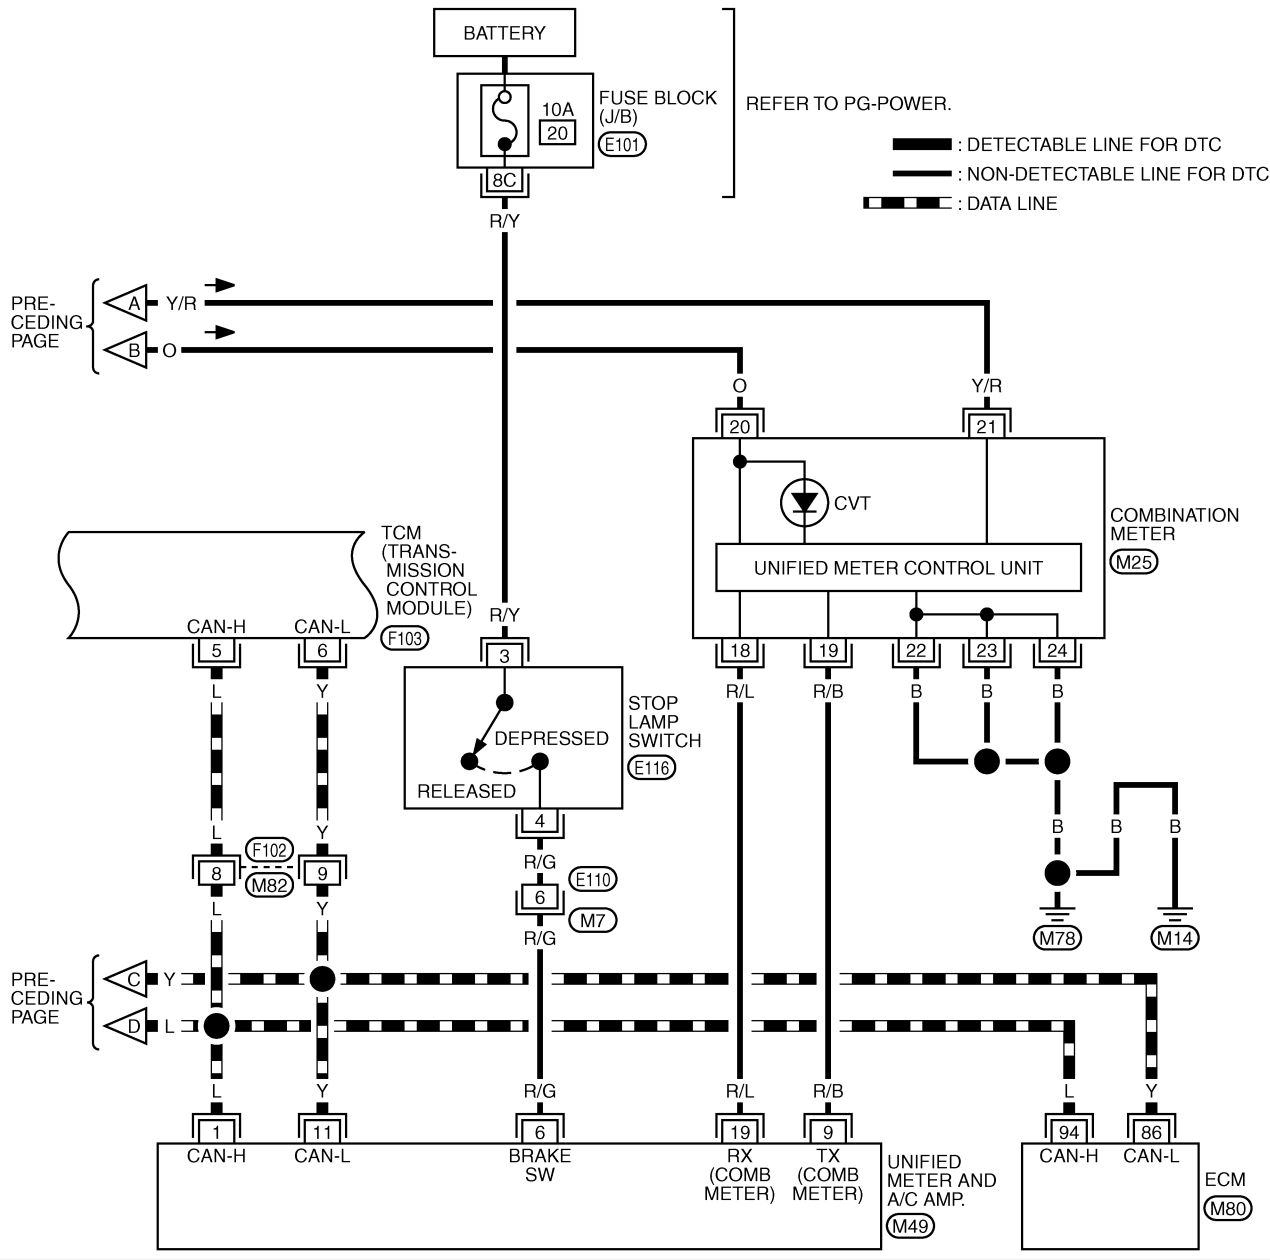 BATTERY
FUSE BLOCK
(J/B)
10A
20
E101
8C
R/Y
REFER TO PG-POWER.
: DETECTABLE LINE FOR DTC
: NON-DETECTABLE LINE FOR DTC
: DATA LINE
PRE-
CEDING
PAGE
A Y/R
B O
O Y/R
20 21
CVT
COMBINATION
METER
M25
UNIFIED METER CONTROL UNIT
TCM
(TRANS-
MISSION
CONTROL
MODULE)
F103
CAN-H CAN-L
5 6
L Y
R/Y
3
STOP
LAMP
SWITCH
E116
DEPRESSED
RELEASED
4
R/G
18 19 22 23 24
R/L R/B B B B
L Y
F102
8 9
M82
L Y
E110
6
M7
R/G
B B B
M78 M14
PRE-
CEDING
PAGE
C Y
D L
L Y R/G R/L R/B L Y
1 11 6 19 9 94 86
CAN-H CAN-L BRAKE
SW
RX
(COMB
METER)
TX
(COMB
METER)
UNIFIED
METER AND
A/C AMP.
M49
CAN-H CAN-L
ECM
M80